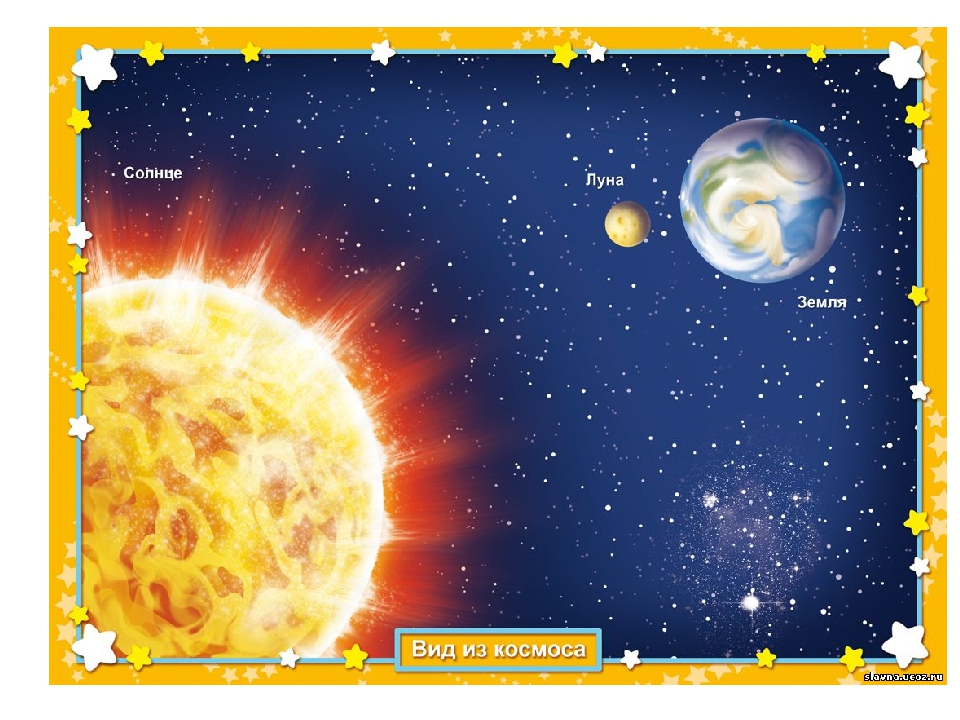 Солнце
Луна
Земля
Вид из космоса
slavna.ucoz.ru